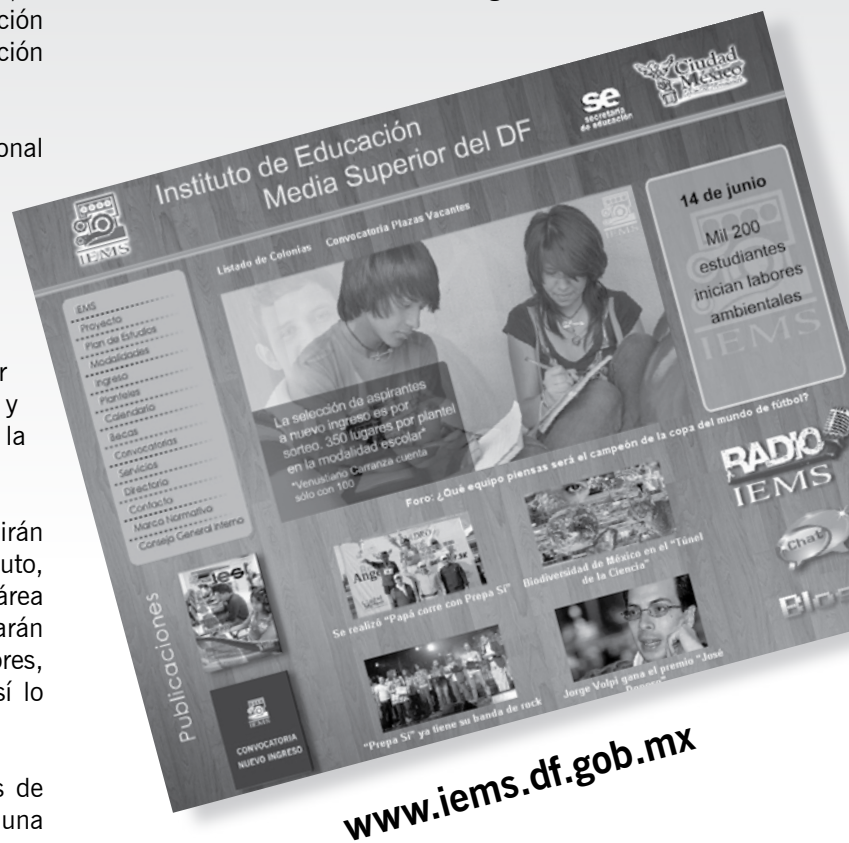 ción
ción
onal
r
y
la
irán
uto,
área
arán
ores,
sí lo
s de
una
Ciudad
México
se
secretaría
de educación
Instituto de Educación
Media Superior del DF
IEMS
Listado de Colonias Convocatoria Plazas Vacantes
14 de junio
Mil 200
estudiantes
inician labores
ambientales
IEMS
IEMS
Proyecto
Plan de Estudios
Modalidades
Ingreso
Planteles
Calendario
Becas
Convocatorias
Servicios
Directorio
Contacto
Marco Normativo
Consejo General Interno
La selección de aspirantes
a nuevo ingreso es por
sorteo. 350 lugares por plantel
en la modalidad escolar"
"Venustiano Carranza cuenta
sólo con 100
Foro: ¿Qué equipo piensas será el campeón de la copa del mundo de fútbol?
RADIO
IEMS
chat
Se realizó "Papá corre con Prepa Sí"
Biodiversidad de México en el "Túnel
de la Ciencia"
"Prepa Sí" ya tiene su banda de rock
Jorge Volpi gana el premio "José
Publicaciones
CONVOCATORIA
NUEVO INGRESO
www.iems.df.gob.mx